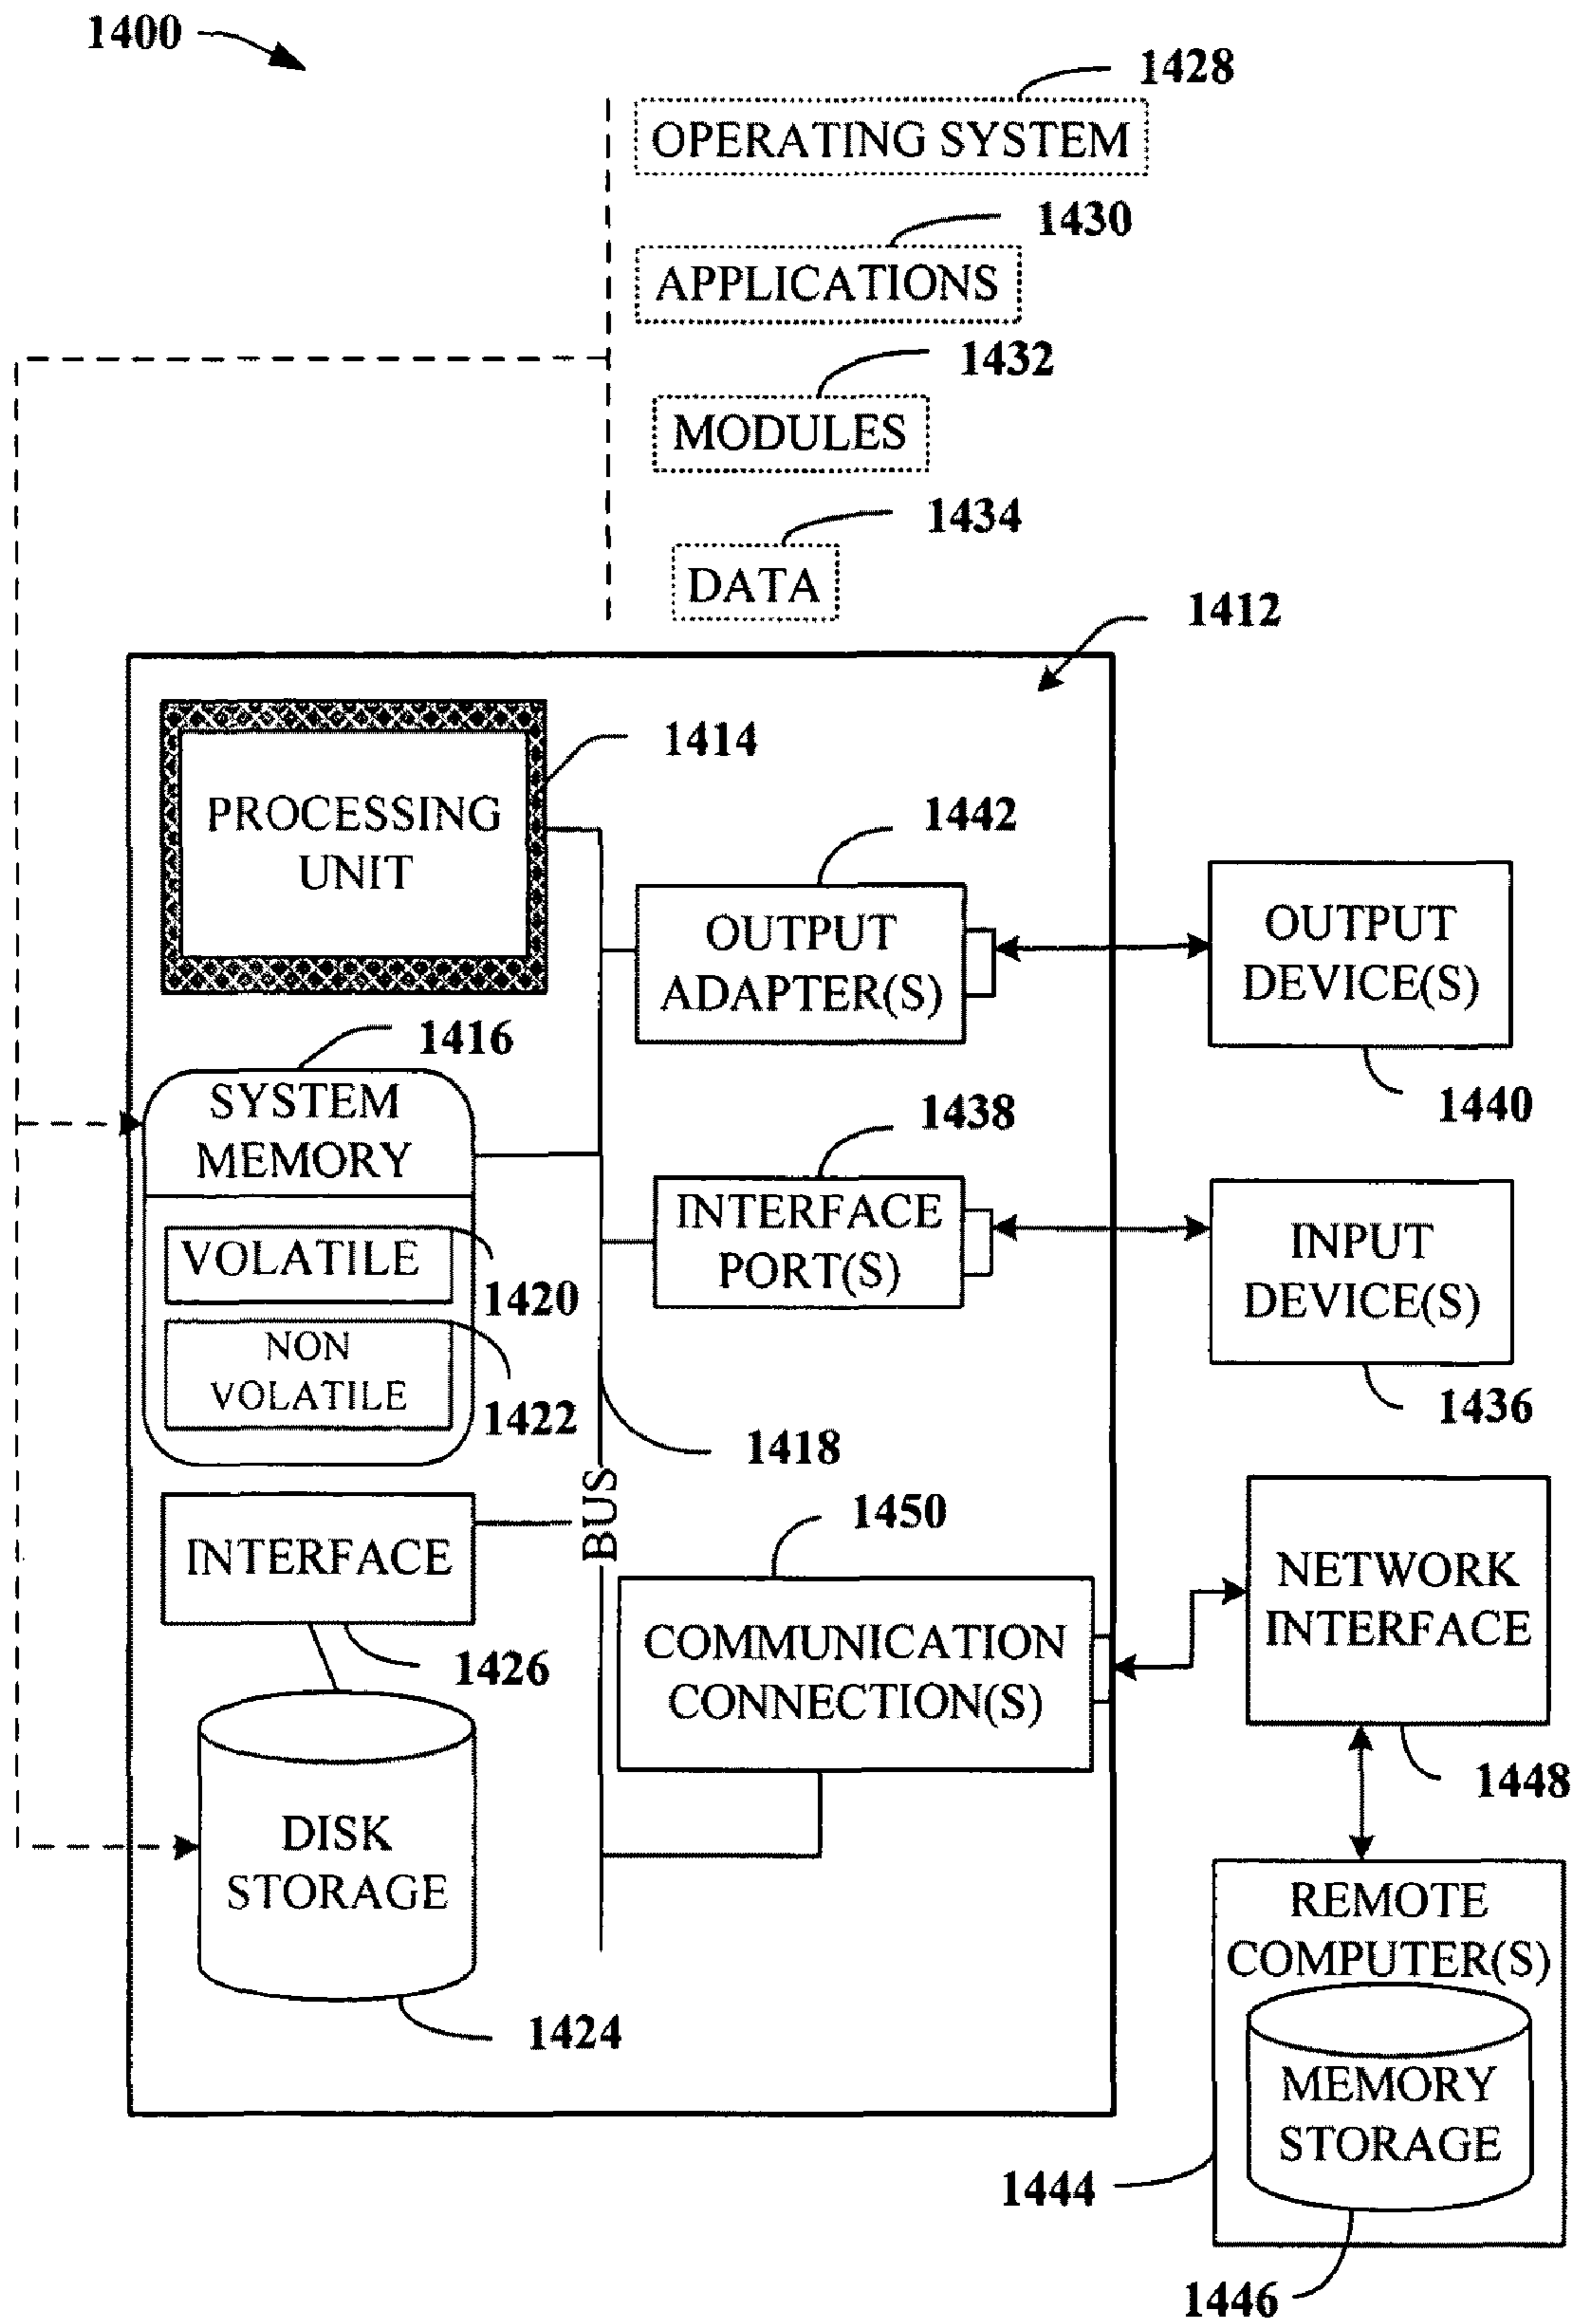 1400
1428
OPERATING SYSTEM
1430
APPLICATIONS
1432
MODULES
1434
DATA
1412
PROCESSING
UNIT
1414
1442
OUTPUT
ADAPTER(S)
OUTPUT
DEVICE(S)
1440
1416
SYSTEM
MEMORY
VOLATILE
1420
NON
VOLATILE
1422
1438
INTERFACE
PORT(S)
INPUT
DEVICE(S)
1436
1418
BUS
INTERFACE
1426
1450
COMMUNICATION
CONNECTION(S)
NETWORK
INTERFACE
1448
DISK
STORAGE
1424
REMOTE
COMPUTER(S)
MEMORY
STORAGE
1444
1446